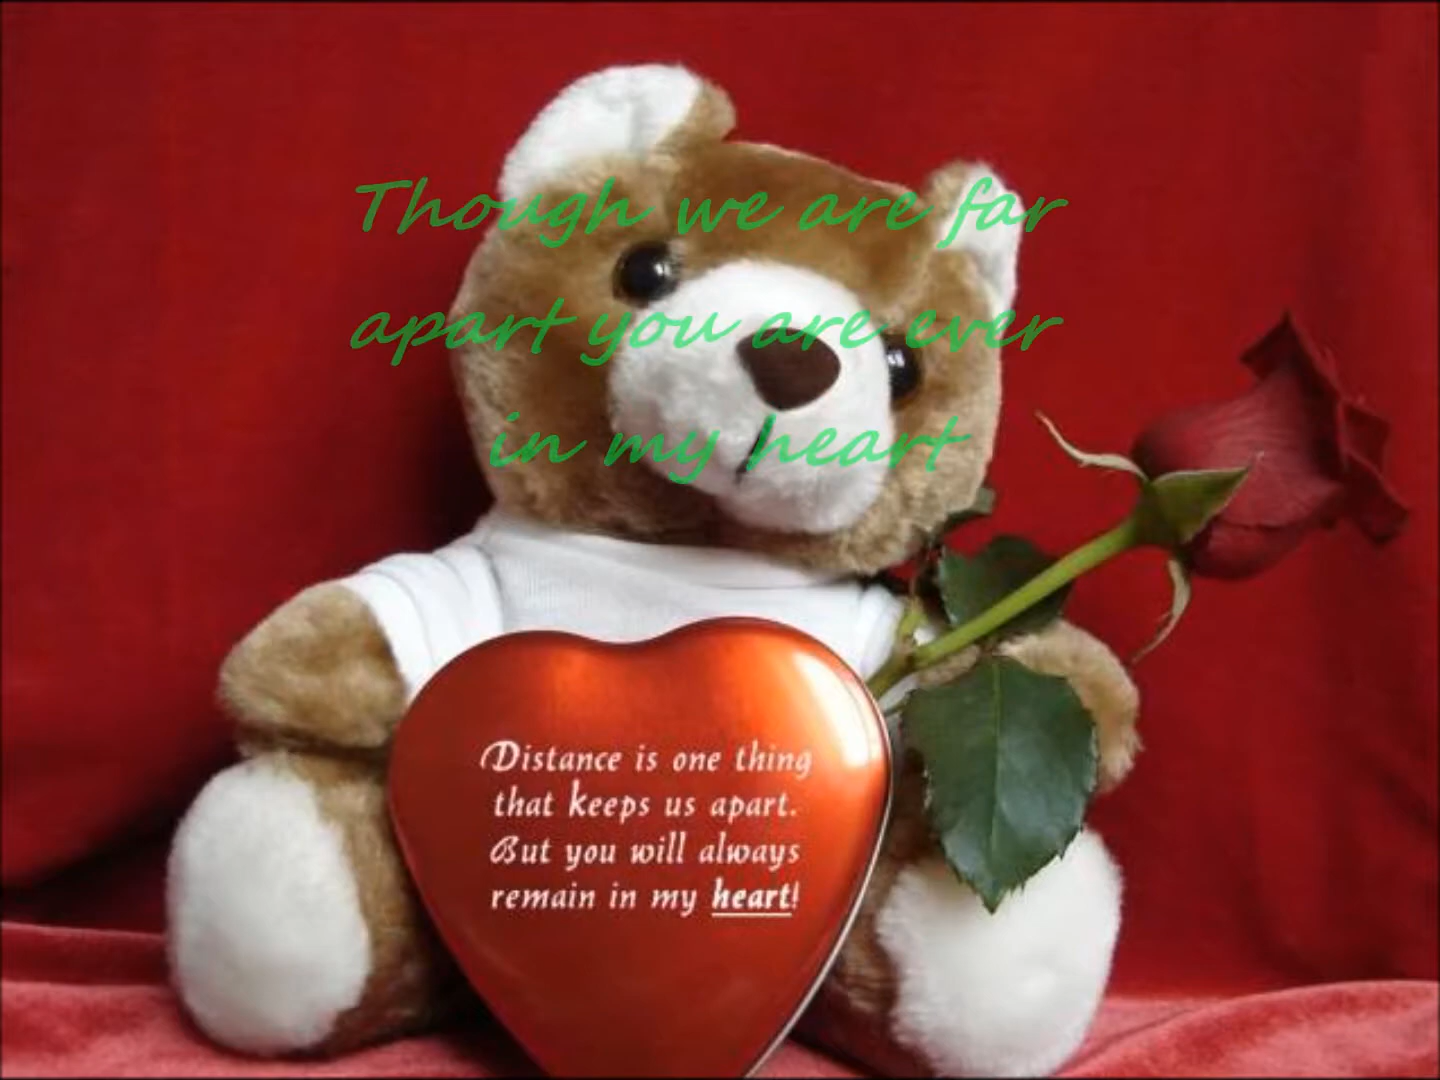 Though we are far
apart you are ever
in my heart
Distance is one thing
that keeps us apart.
But you will always
remain in my heart!